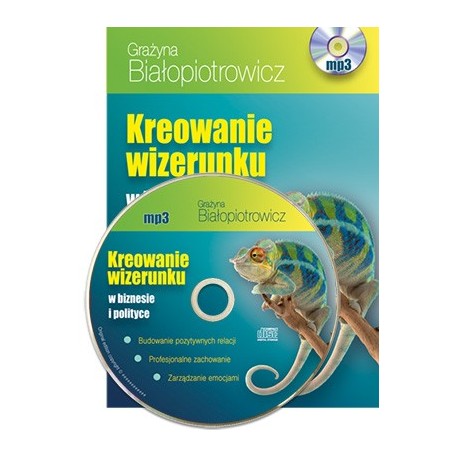 Grażyna
Białopiotrowicz
mp3
Kreowanie
wizerunku
mp3
Grażyna
Białopiotrowicz
Kreowanie
wizerunku
w biznesie
i polityce
Budowanie pozytywnych relacji
Profesjonalne zachowanie
Zarządzanie emocjami